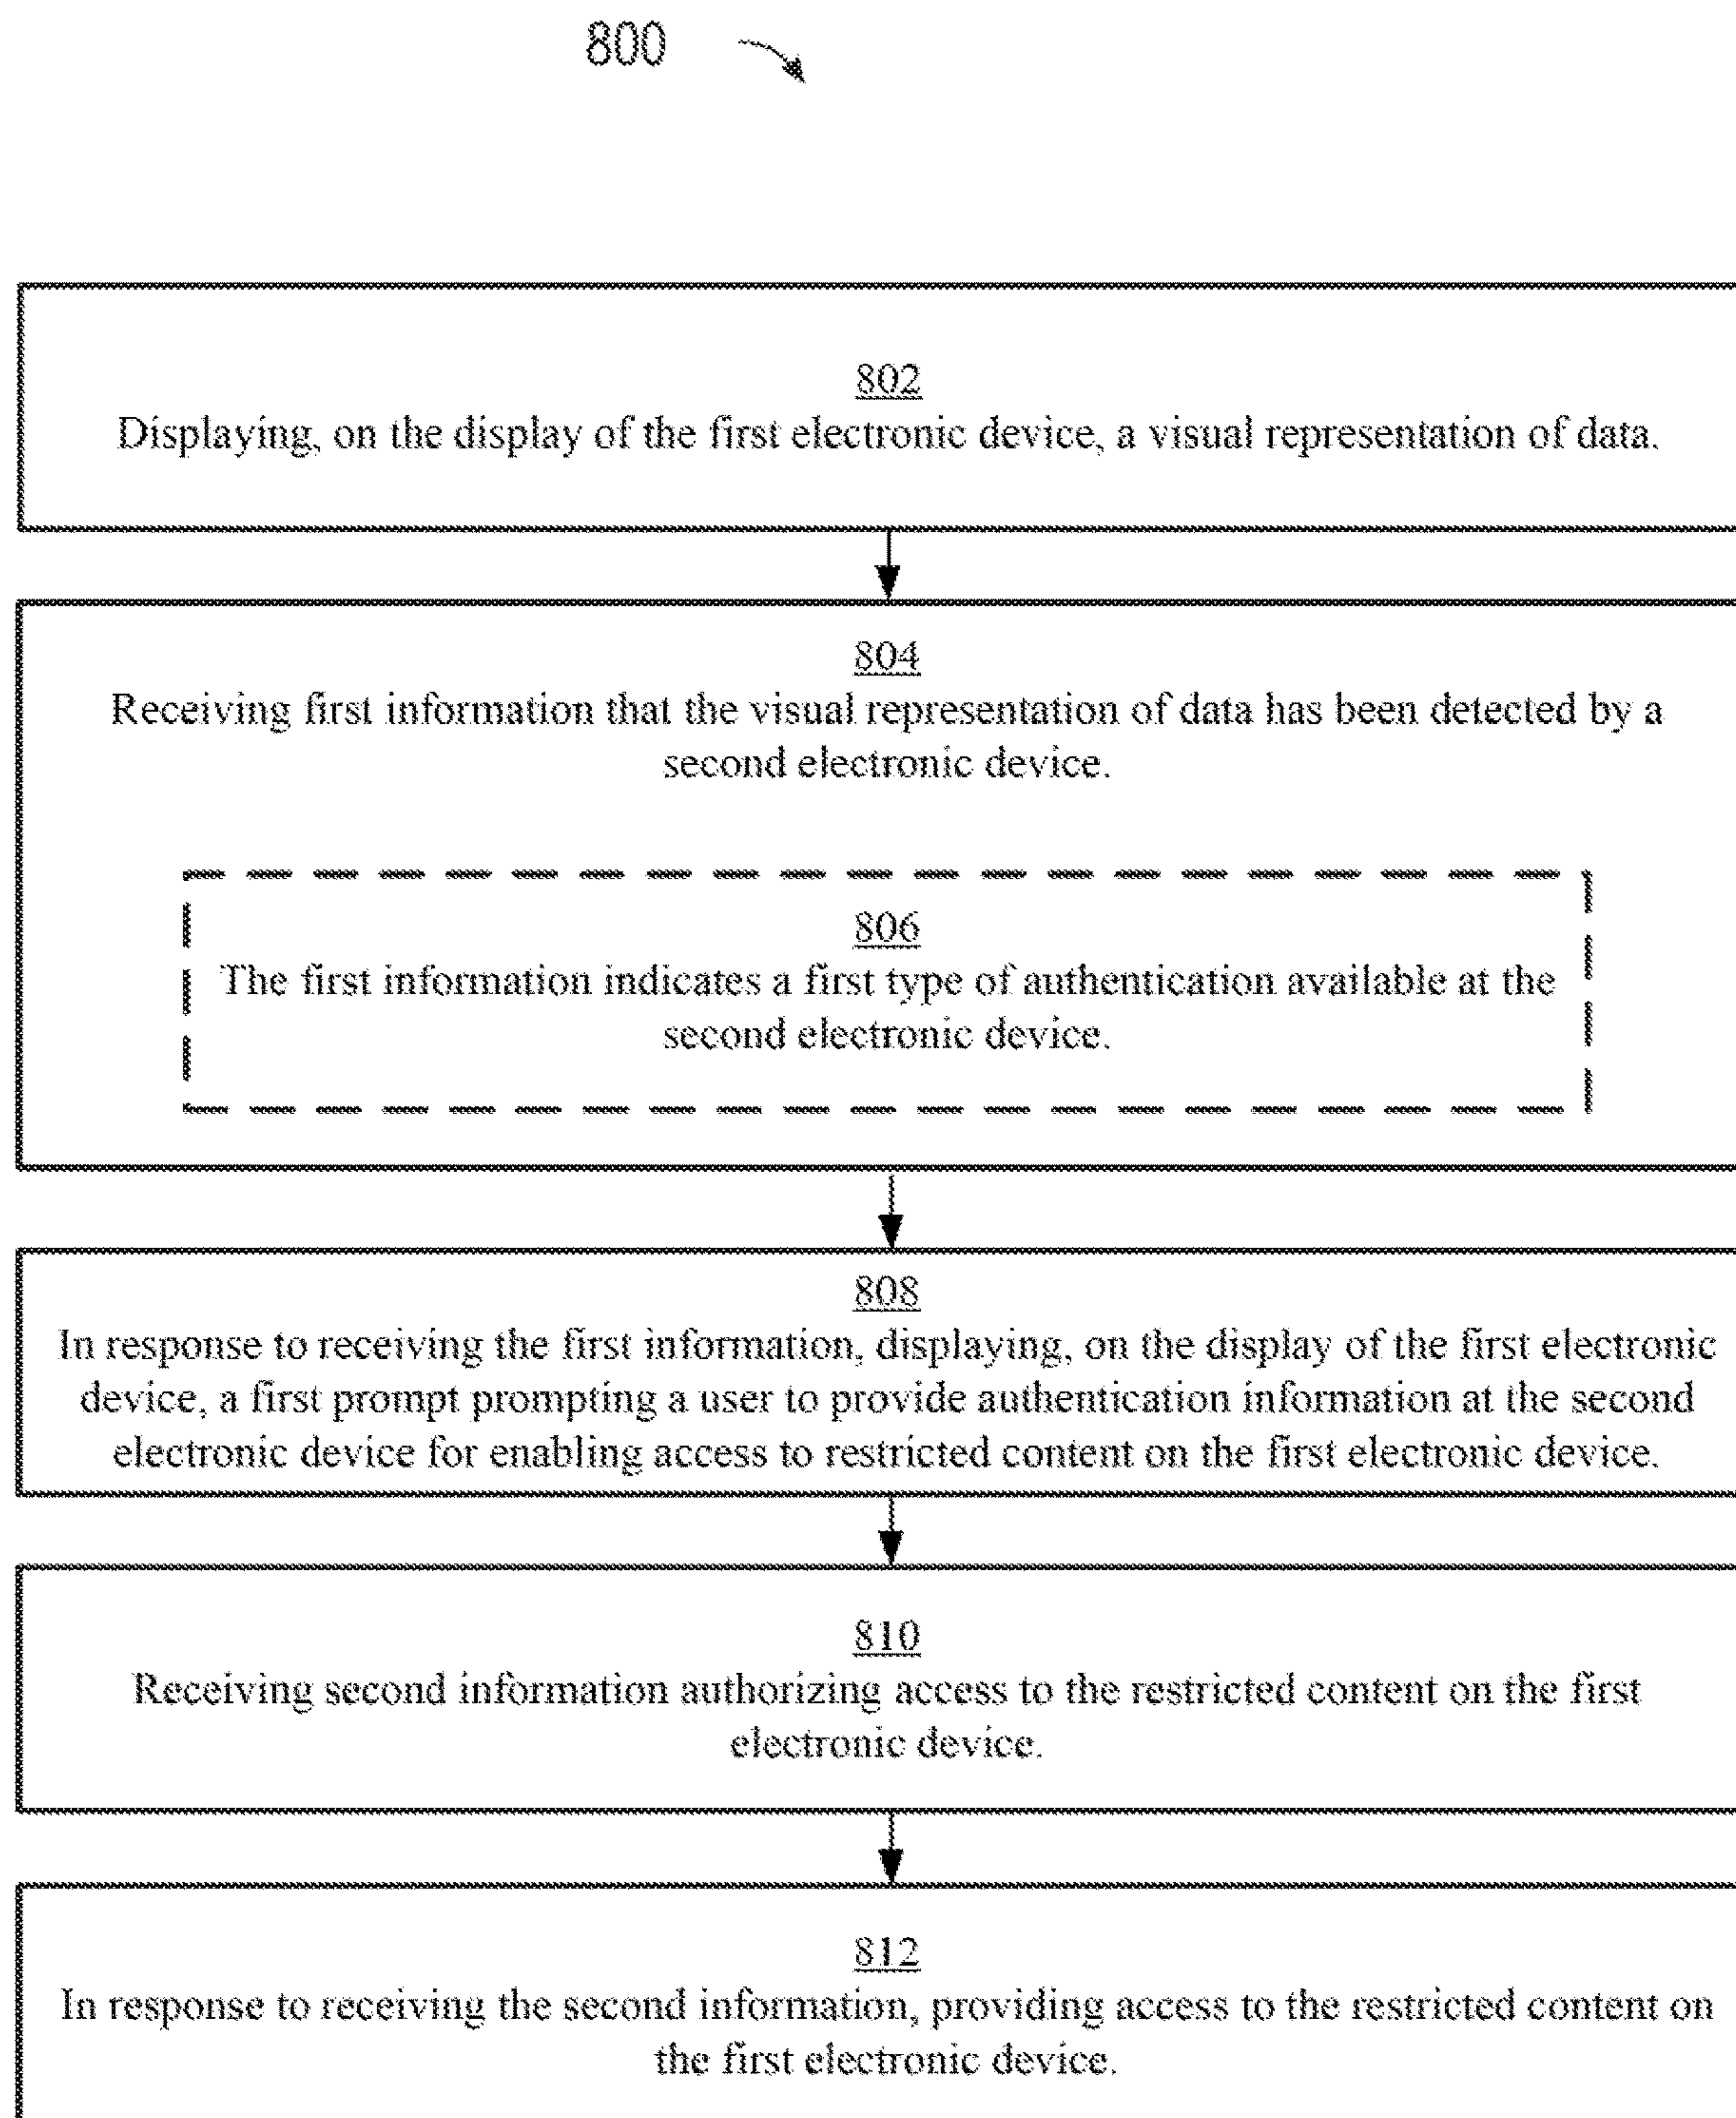 800
802
Displaying, on the display of the first electronic device, a visual representation of data.
804
Receiving first information that the visual representation of data has been detected by a
second electronic device.
806
The first information indicates a first type of authentication available at the
second electronic device.
808
In response to receiving the first information, displaying, on the display of the first electronic
device, a first prompt prompting a user to provide authentication information at the second
electronic device for enabling access to restricted content on the first electronic device.
810
Receiving second information authorizing access to the restricted content on the first
electronic device.
812
In response to receiving the second information, providing access to the restricted content on
the first electronic device.